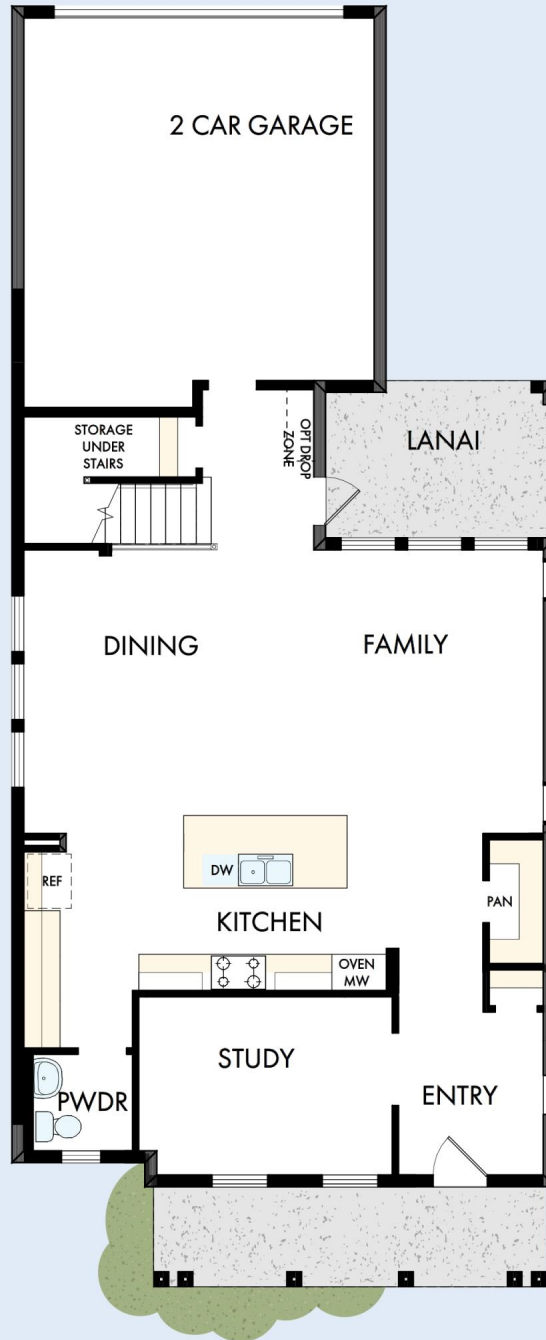 2 CAR GARAGE
STORAGE
UNDER
STAIRS
OPT DROP
ZONE
LANAI
DINING
FAMILY
DW
REF
PAN
KITCHEN
OVEN
MW
STUDY
PWDR
ENTRY